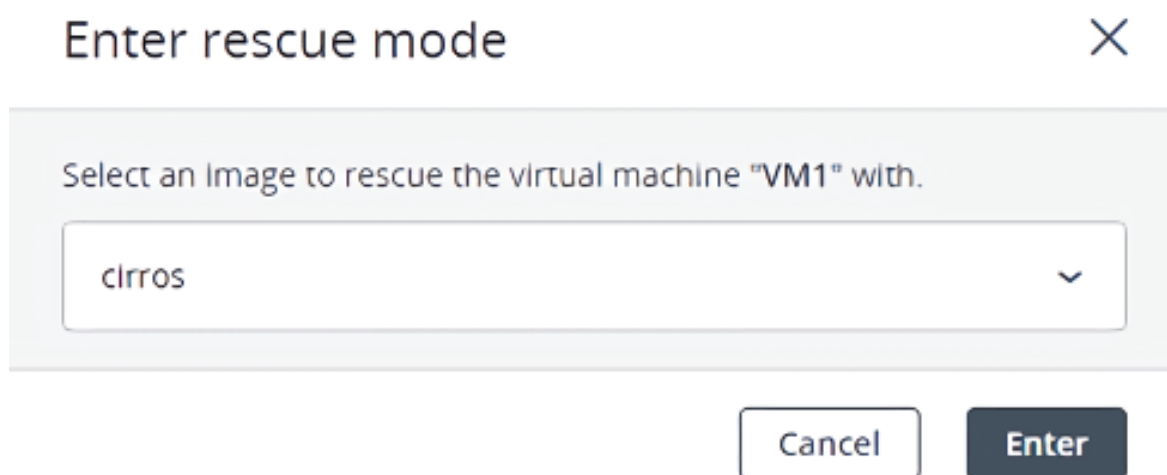 Enter rescue mode
Select an image to rescue the virtual machine "VM1" with.
cirros
Cancel
Enter